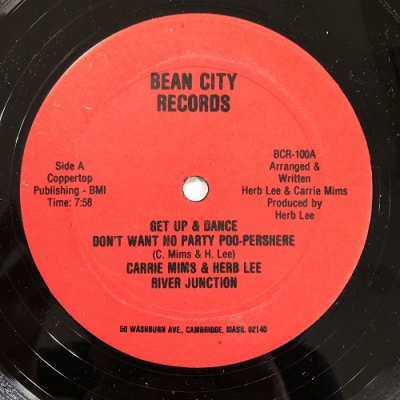 BEAN CITY
RECORDS
Side A
Coppertop
Publishing - BMI
Time: 7:58
BCR-100A
Arranged &
Written
Herb Lee & Carrie Mims
Produced by
Herb Lee
GET UP & DANCE
DON'T WANT NO PARTY POO-PERSHERE
(C. Mims & H. Lee)
CARRIE MIMS & HERB LEE
RIVER JUNCTION
56 WASHBURN AVE., CAMBRIDGE, MASS. 02140